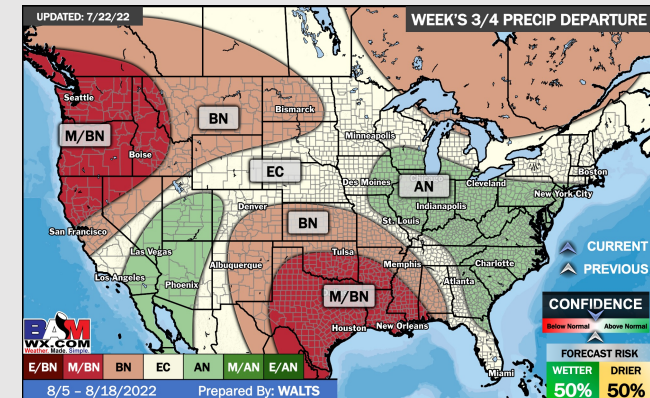 UPDATED: 7/22/22
WEEK'S 3/4 PRECIP DEPARTURE
Seattle
M/BN
BN
Bismarck
Minneapolis
Boise
EC
Des Moines
AN
Cleveland
Boston
New York City
Indianapolis
Denver
San Francisco
BN
St. Louis
Las Vegas
Tulsa
CURRENT
Albuquerque
Memphis
Charlotte
PREVIOUS
Los Angeles
Phoenix
Atlanta
M/BN
CONFIDENCE
Houston
New Orleans
Below Normal
Above Normal
BAM
WX.COM
Weather. Made. Simple.
FORECAST RISK
Miami
E/BN
M/BN
BN
EC
AN
M/AN
E/AN
WETTER
DRIER
8/5 – 8/18/2022
Prepared By: WALTS
50%
50%